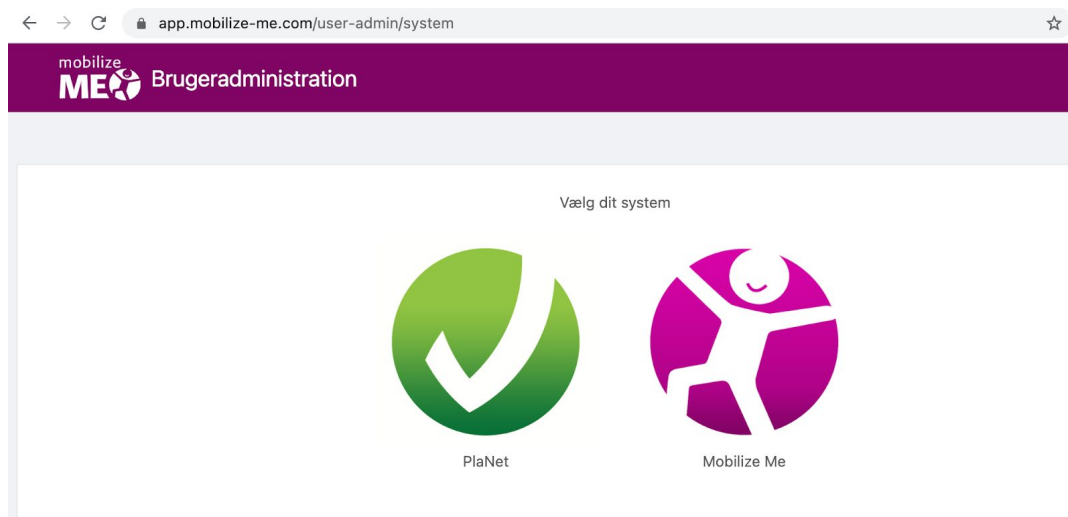 app.mobilize-me.com/user-admin/system
mobilize
ME
Brugeradministration
Vælg dit system
PlaNet
Mobilize Me